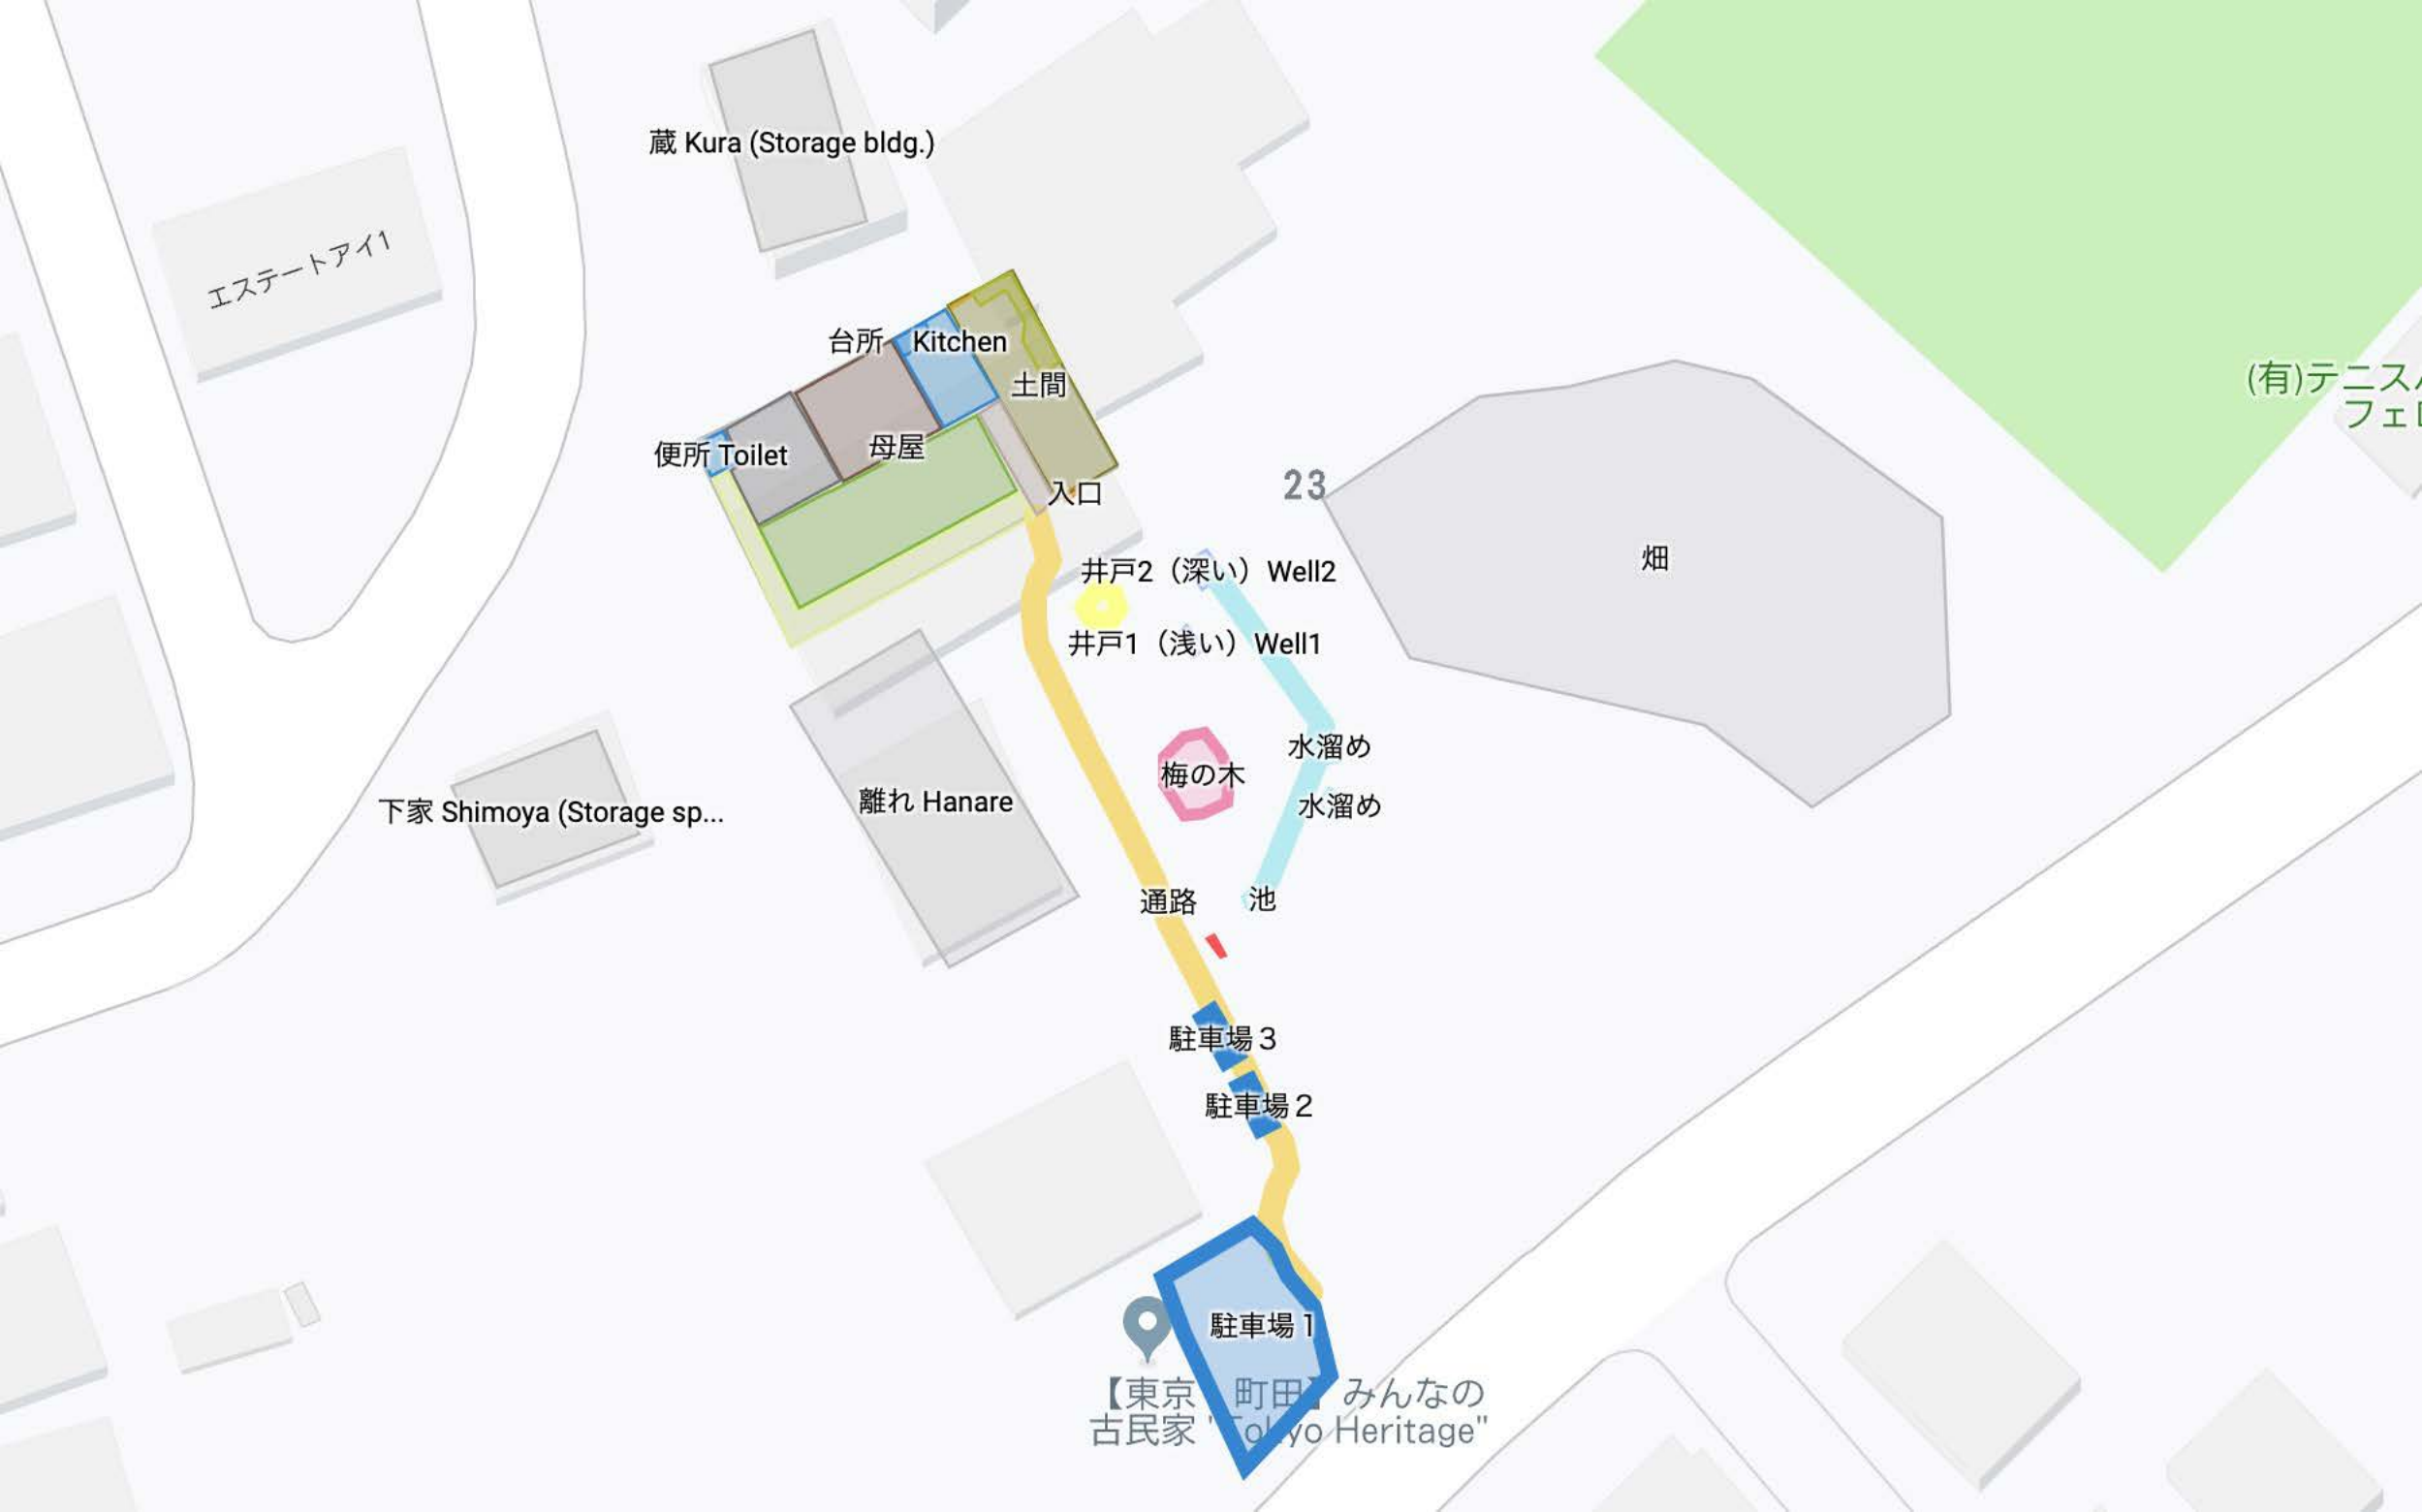 蔵 Kura (Storage bldg.)
エステートアイ1
台所 Kitchen
土間
(有)テニス
フェ
便所 Toilet
母屋
入口
23
畑
井戸2（深い）Well2
井戸1（浅い）Well1
水溜め
梅の木
離れ Hanare
水溜め
下家 Shimoya (Storage sp...
通路
池
駐車場３
駐車場２
駐車場１
【東京 町田】みんなの
古民家 "Tokyo Heritage"